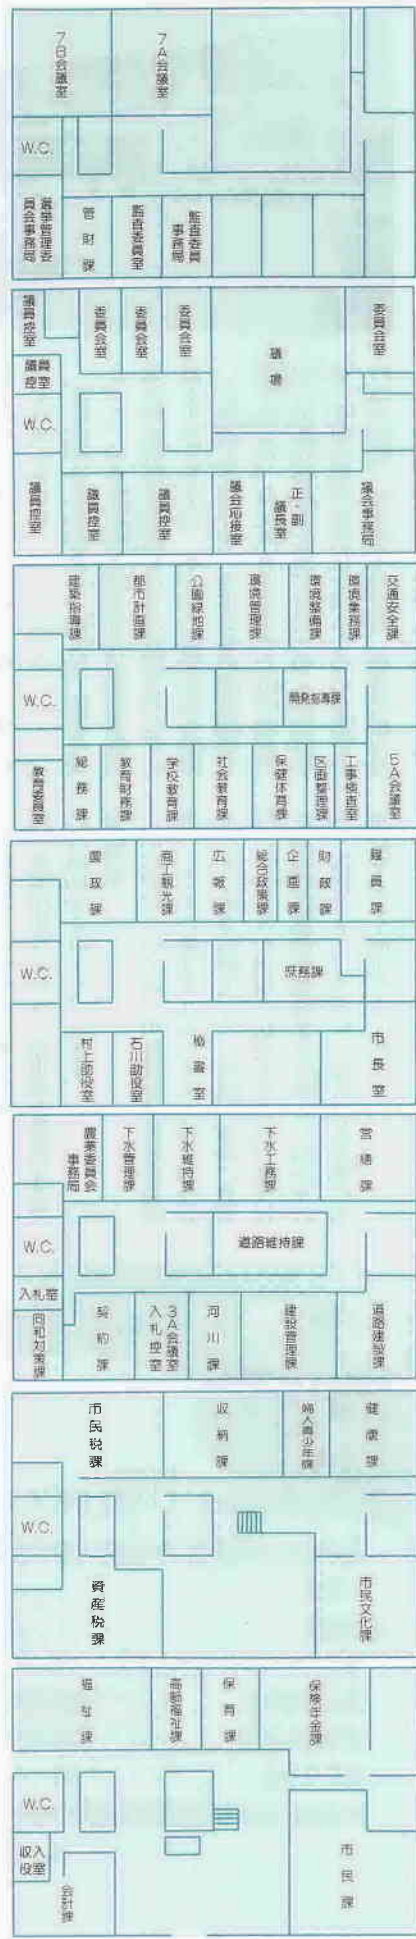 7B会議室
7A会議室
W.C.
選挙管理委
員会事務局
管財課
監査委員室
監査委員
事務局
議員
控室
委員会室
委員会室
委員会室
議場
委員会室
議員
控室
W.C.
議員控室
議員控室
議員控室
議会応接室
正・副
議長室
議会事務局
建築指導課
都市計画課
公園緑地課
環境管理課
環境整備課
環境業務課
交通安全課
W.C.
開発指導課
教育委員室
総務課
教育財務課
学校教育課
社会教育課
保健体育課
区画整理課
工事検査室
5A会議室
農政課
商工観光課
広報課
総合政策課
企画課
財政課
職員課
W.C.
庶務課
村上助役室
石川助役室
秘書室
市長室
農業委員会
事務局
下水管理課
下水維持課
下水工務課
営繕課
W.C.
道路維持課
入札室
同和対策課
契約課
3A会議室
入札控室
河川課
建設管理課
道路建設課
市民税課
収納課
婦人青少年課
健康課
W.C.
資産税課
市民文化課
福祉課
高齢福祉課
保育課
保険年金課
W.C.
収入
役室
会計課
市民課